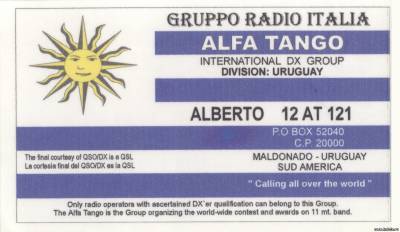 GRUPPO RADIO ITALIA
ALFA TANGO
INTERNATIONAL DX GROUP
DIVISION: URUGUAY
ALBERTO 12 AT 121
P.O BOX 52040
C.P. 20000
The final courtesy of QSO/DX is a QSL
La cortesia final del QSO/DX es la QSL
MALDONADO - URUGUAY
SUD AMERICA
" Calling all over the world "
Only radio operators with ascertained DX`er qualification can belong to this Group.
The Alfa Tango is the Group organizing the world-wide contest and awards on 11 mt. band.